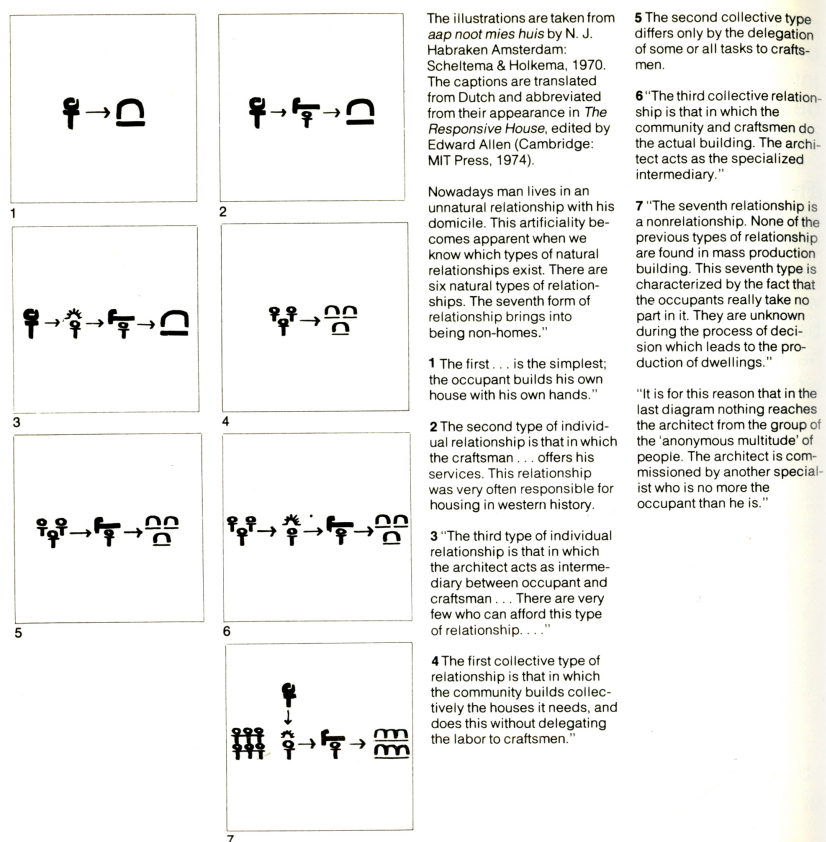 1
2
3
4
5
6
7
The illustrations are taken from
aap noot mies huis by N. J.
Habraken Amsterdam:
Scheltema & Holkema, 1970.
The captions are translated
from Dutch and abbreviated
from their appearance in The
Responsive House, edited by
Edward Allen (Cambridge:
MIT Press, 1974).
Nowadays man lives in an
unnatural relationship with his
domicile. This artificiality be-
comes apparent when we
know which types of natural
relationships exist. There are
six natural types of relation-
ships. The seventh form of
relationship brings into
being non-homes."
1 The first . . . is the simplest;
the occupant builds his own
house with his own hands."
2 The second type of individ-
ual relationship is that in which
the craftsman . . . offers his
services. This relationship
was very often responsible for
housing in western history.
3 "The third type of individual
relationship is that in which
the architect acts as interme-
diary between occupant and
craftsman . . . There are very
few who can afford this type
of relationship. . . ."
4 The first collective type of
relationship is that in which
the community builds collec-
tively the houses it needs, and
does this without delegating
the labor to craftsmen."
5 The second collective type
differs only by the delegation
of some or all tasks to crafts-
men.
6 "The third collective relation-
ship is that in which the
community and craftsmen do
the actual building. The archi-
tect acts as the specialized
intermediary."
7 "The seventh relationship is
a nonrelationship. None of the
previous types of relationship
are found in mass production
building. This seventh type is
characterized by the fact that
the occupants really take no
part in it. They are unknown
during the process of deci-
sion which leads to the pro-
duction of dwellings."
"It is for this reason that in the
last diagram nothing reaches
the architect from the group of
the 'anonymous multitude' of
people. The architect is com-
missioned by another special-
ist who is no more the
occupant than he is."